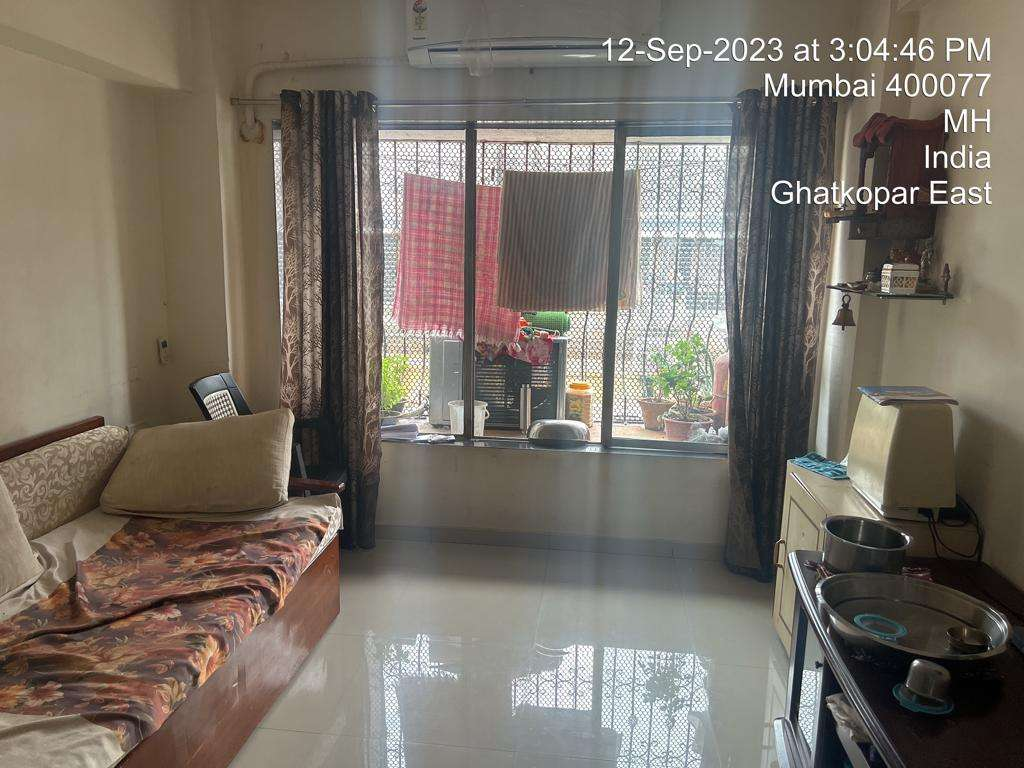 12-Sep-2023 at 3:04:46 PM
Mumbai 400077
MH
India
Ghatkopar East